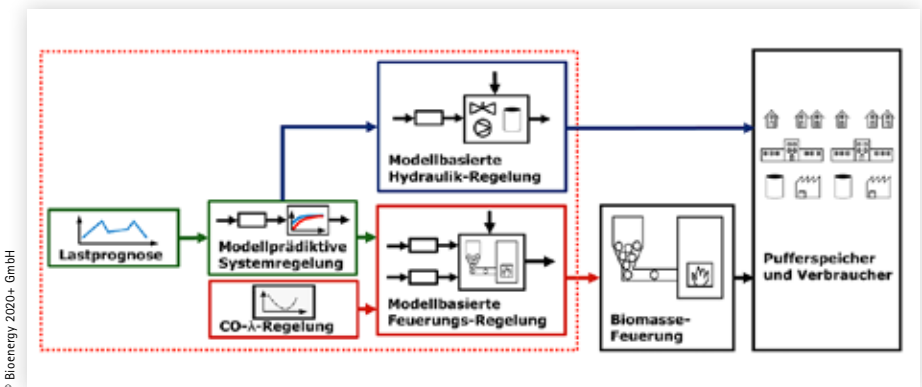 Modellbasierte
Hydraulik-Regelung
Lastprognose
Modellprädiktive
Systemregelung
CO-λ-Regelung
Modellbasierte
Feuerungs-Regelung
Biomasse-
Feuerung
Pufferspeicher
und Verbraucher
© Bioenergy 2020+ GmbH